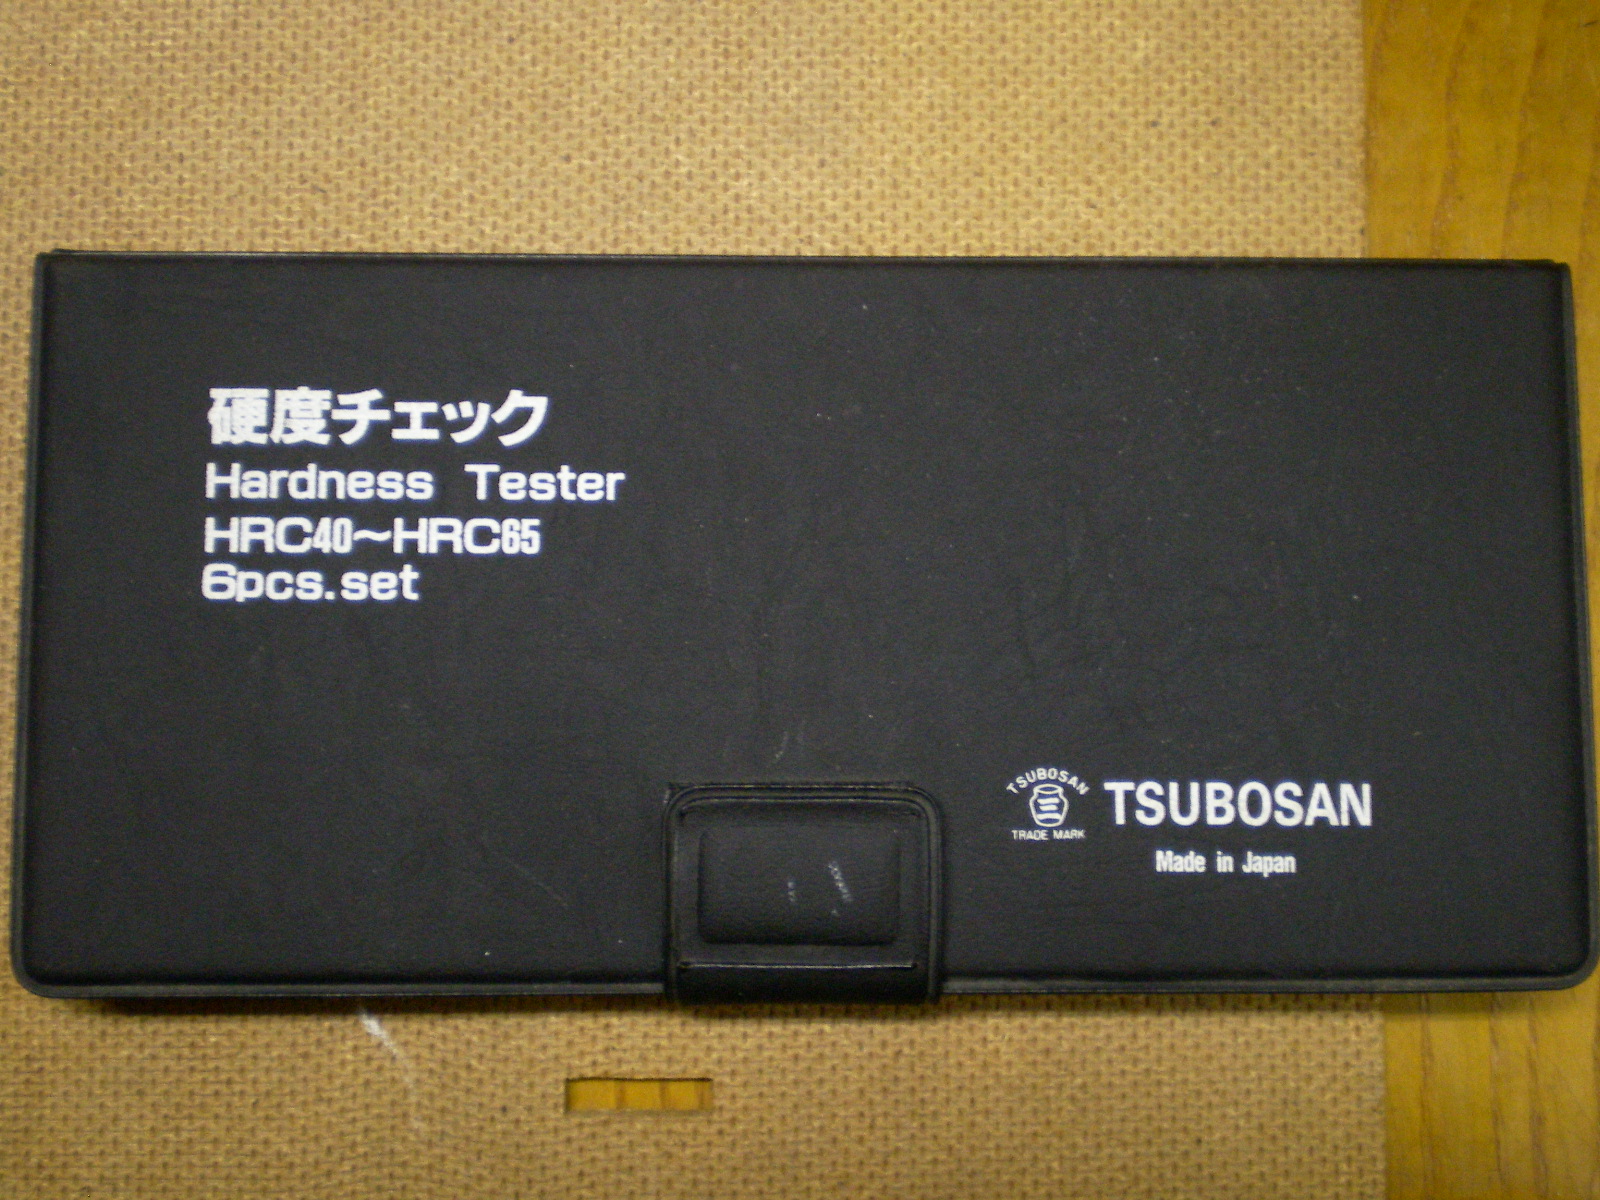 硬度チェック
Hardness Tester
HRC40～HRC65
6pcs.set
TSUBOSAN
三
TRADE MARK
TSUBOSAN
Made in Japan